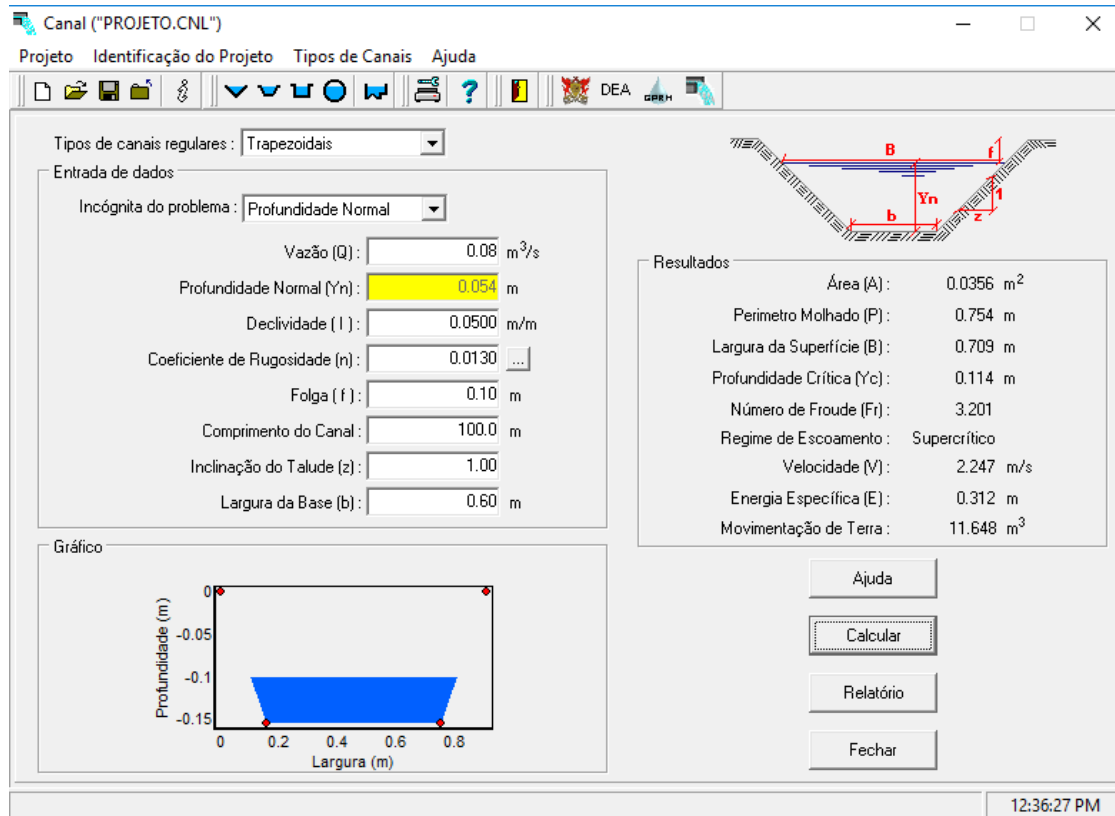 Canal ("PROJETO.CNL")
Projeto Identificação do Projeto Tipos de Canais Ajuda
DEA GPRH
Tipos de canais regulares : Trapezoidais
Entrada de dados
Incógnita do problema : Profundidade Normal
Vazão (Q) : 0.08 m³/s
Profundidade Normal (Yn) : 0.054 m
Declividade ( I ) : 0.0500 m/m
Coeficiente de Rugosidade (n) : 0.0130 ...
Folga ( f ) : 0.10 m
Comprimento do Canal : 100.0 m
Inclinação do Talude (z) : 1.00
Largura da Base (b) : 0.60 m
Gráfico
Profundidade (m)
0
-0.05
-0.1
-0.15
0 0.2 0.4 0.6 0.8
Largura (m)
B f
Yn 1
b z
Resultados
Área (A) : 0.0356 m²
Perimetro Molhado (P) : 0.754 m
Largura da Superfície (B) : 0.709 m
Profundidade Crítica (Yc) : 0.114 m
Número de Froude (Fr) : 3.201
Regime de Escoamento : Supercrítico
Velocidade (V) : 2.247 m/s
Energia Específica (E) : 0.312 m
Movimentação de Terra : 11.648 m³
Ajuda
Calcular
Relatório
Fechar
12:36:27 PM